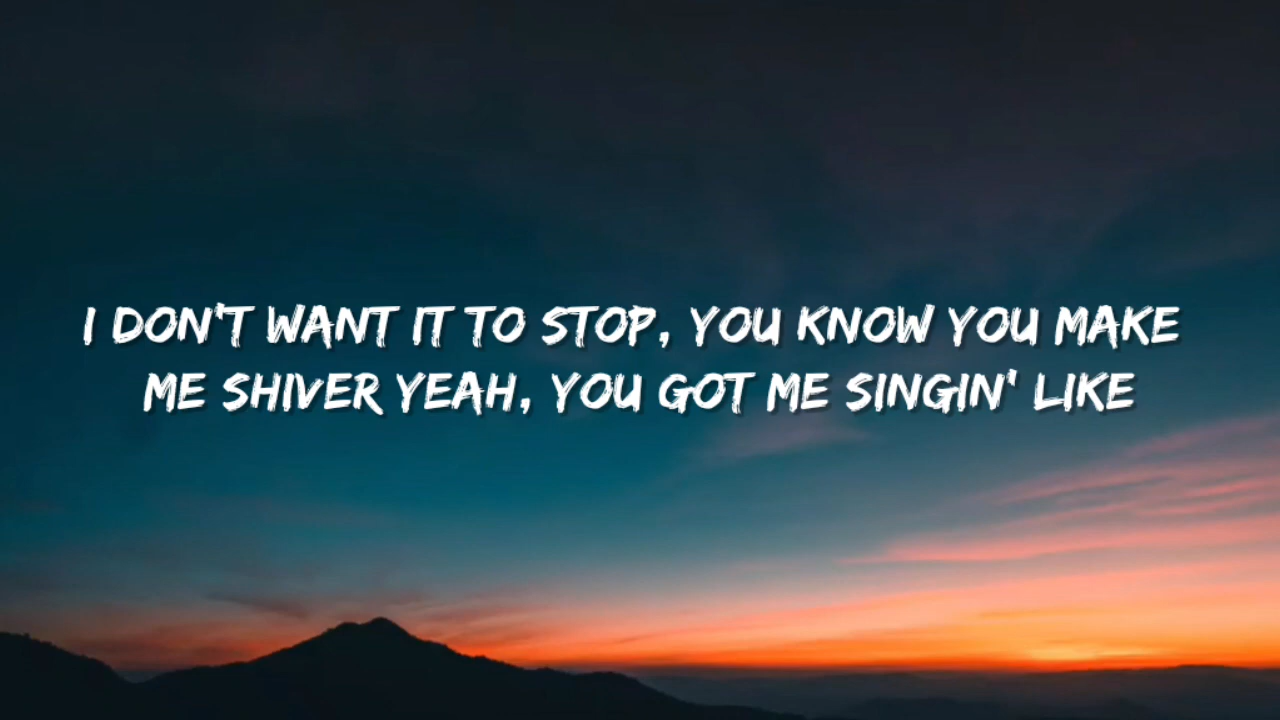 I DON'T WANT IT TO STOP, YOU KNOW YOU MAKE
ME SHIVER YEAH, YOU GOT ME SINGIN' LIKE